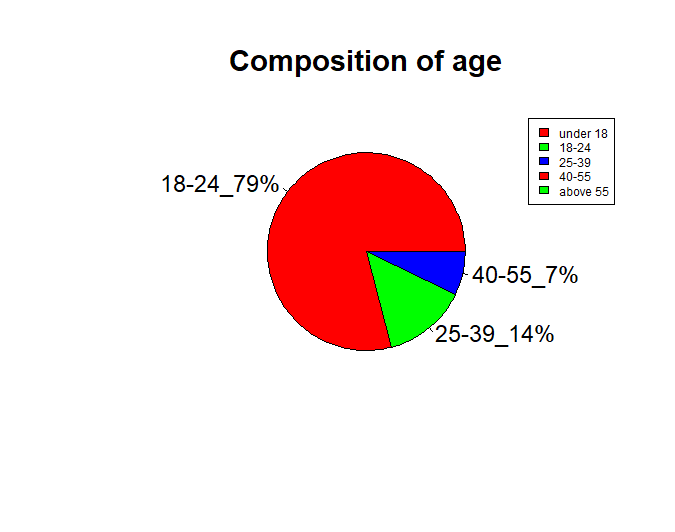 Composition of age
under 18
18-24
25-39
40-55
above 55
18-24_79%
40-55_7%
25-39_14%